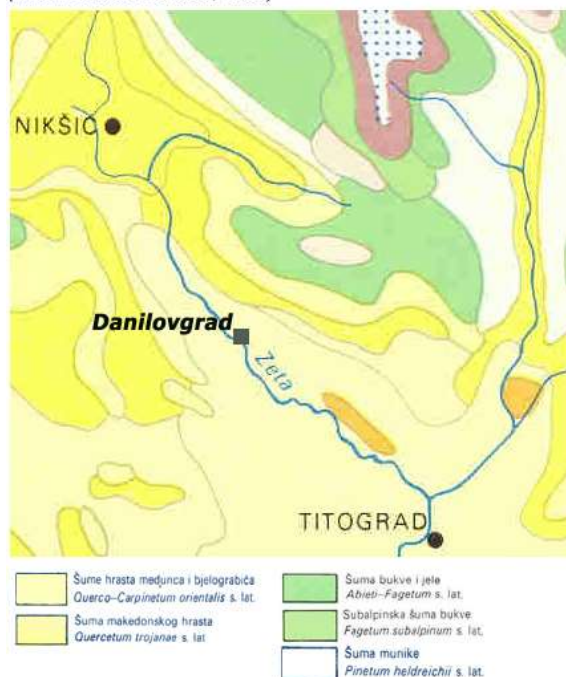 NIKŠIĆ
Danilovgrad
Zeta
TITOGRAD
Šume hrasta medunca i bjelograbića
Querco-Carpinetum orientalis s. lat.
Šuma makedonskog hrasta
Quercetum trojanae s. lat
Šuma bukve i jele
Abieti-Fagetum s. lat.
Subalpinska šuma bukve
Fagetum subalpinum s. lat.
Šuma munike
Pinetum heldreichii s. lat.